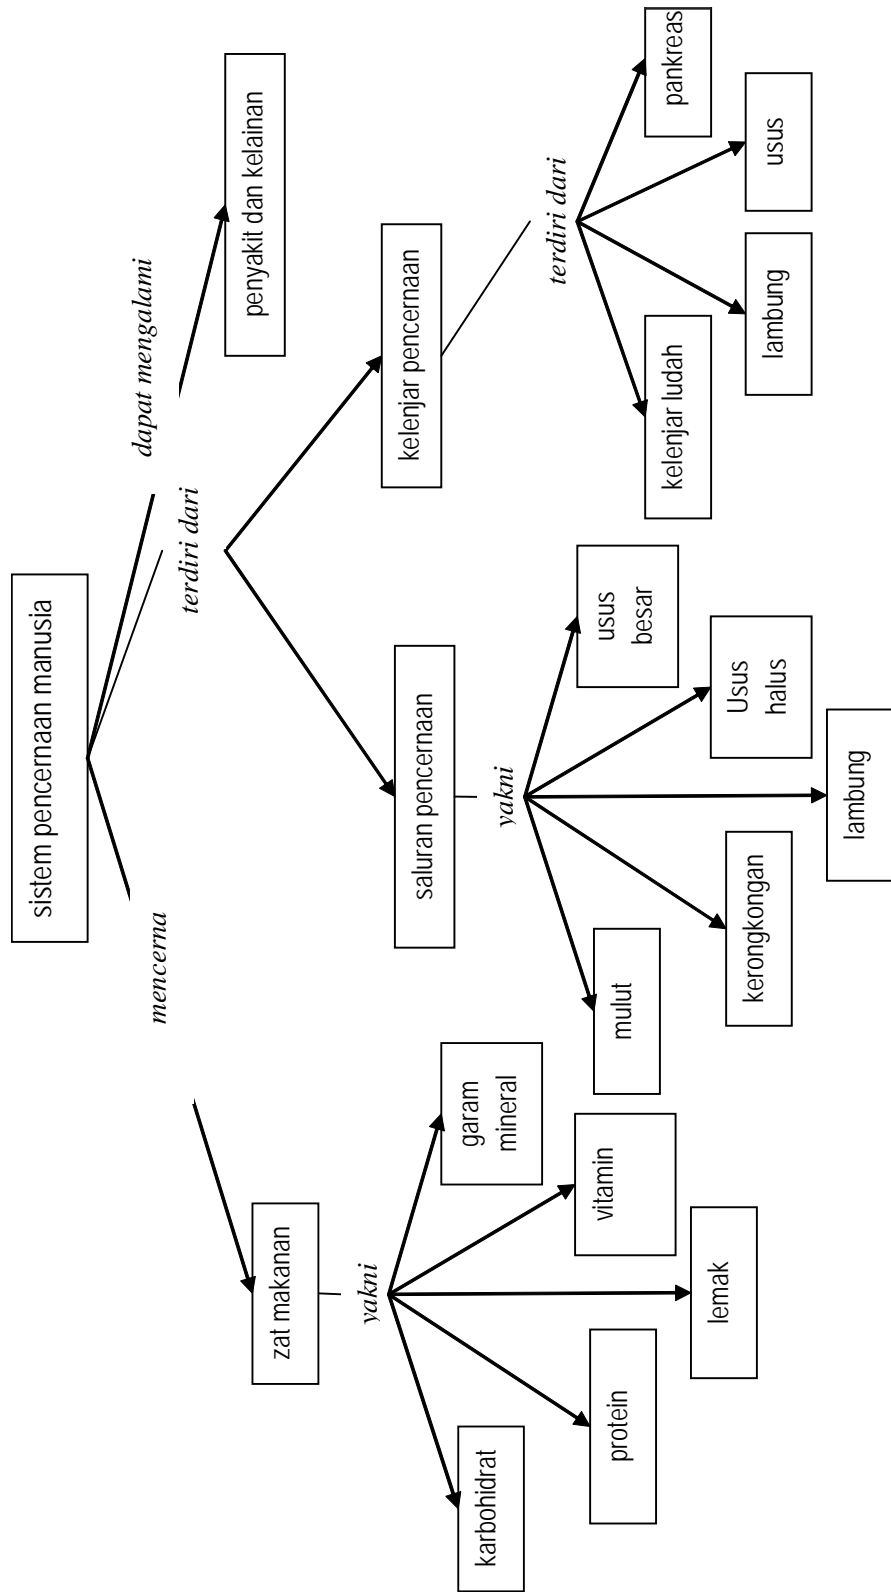 sistem pencernaan manusia
mencerna
terdiri dari
dapat mengalami
zat makanan
penyakit dan kelainan
yakni
karbohidrat
protein
lemak
vitamin
garam
mineral
saluran pencernaan
kelenjar pencernaan
yakni
mulut
kerongkongan
lambung
Usus
halus
usus
besar
terdiri dari
kelenjar ludah
lambung
usus
pankreas